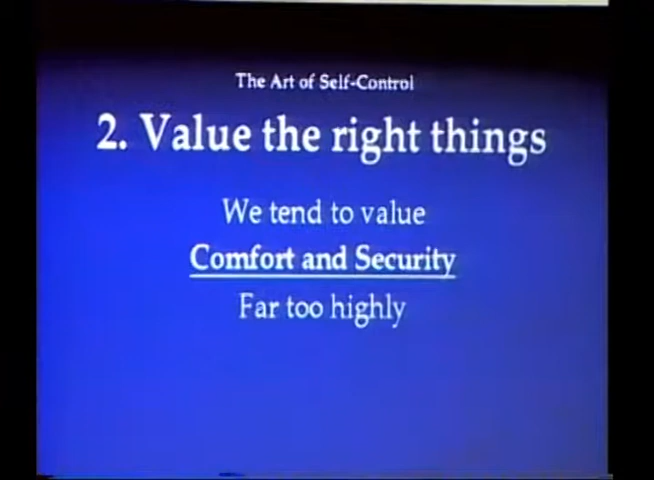 The Art of Self-Control
2. Value the right things
We tend to value
Comfort and Security
Far too highly